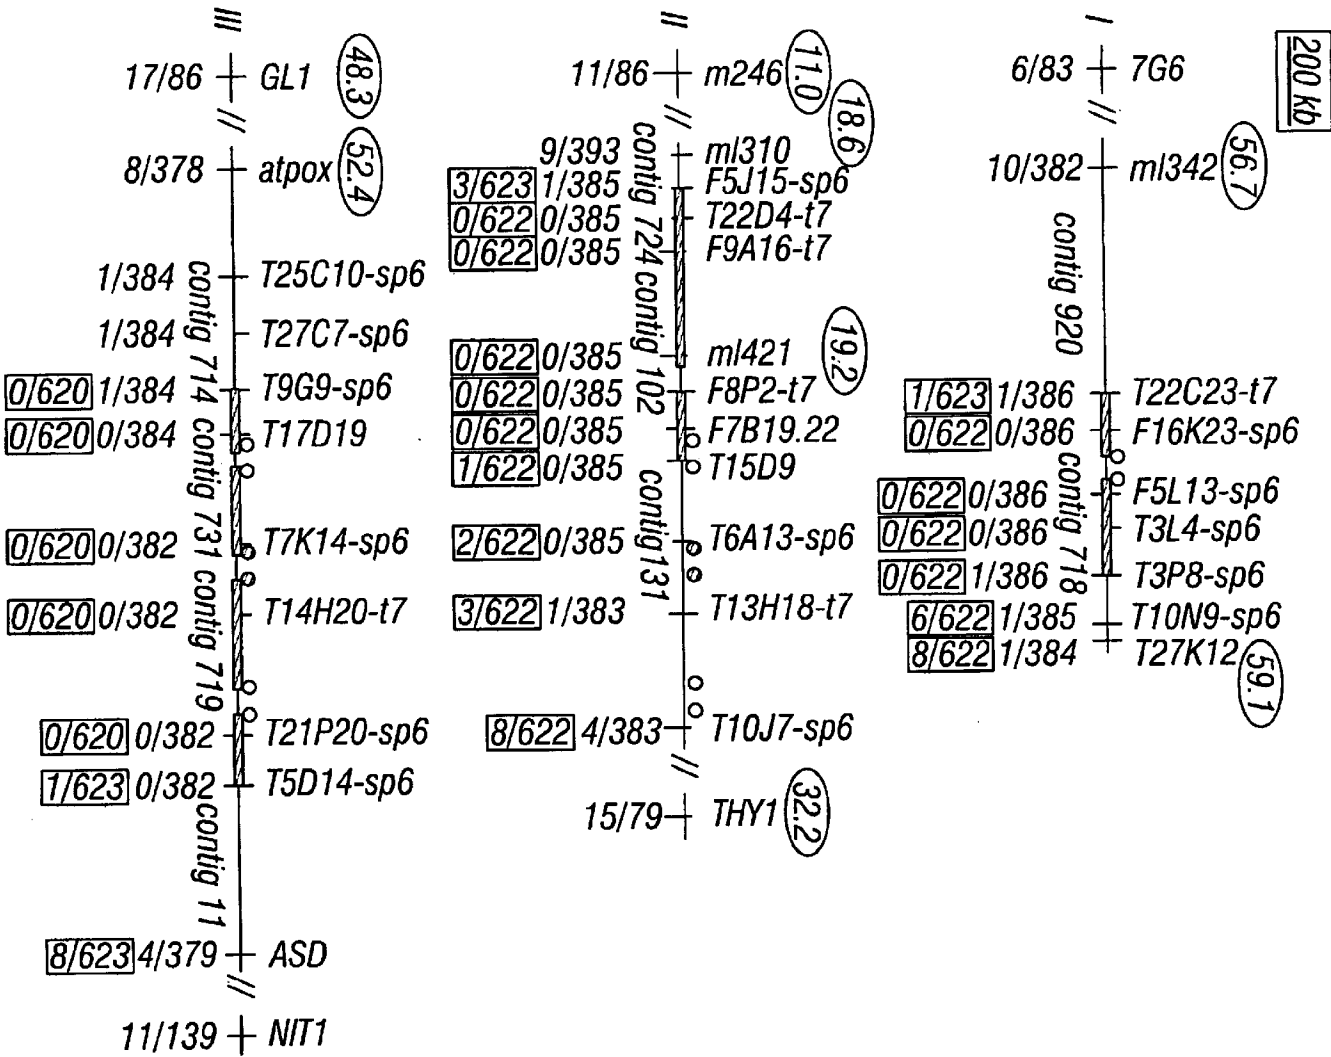 III
17/86 GL1 48.3
8/378 atpox 52.4
1/384 T25C10-sp6
1/384 T27C7-sp6
0/620 1/384 T9G9-sp6
0/620 0/384 T17D19
0/620 0/382 T7K14-sp6
0/620 0/382 T14H20-t7
0/620 0/382 T21P20-sp6
1/623 0/382 T5D14-sp6
8/623 4/379 ASD
11/139 NIT1
contig 714 contig 731 contig 719 contig 11
II
11/86 m246 11.0
18.6
9/393 ml310
3/623 1/385 F5J15-sp6
0/622 0/385 T22D4-t7
0/622 0/385 F9A16-t7
0/622 0/385 ml421 19.2
0/622 0/385 F8P2-t7
0/622 0/385 F7B19.22
1/622 0/385 T15D9
2/622 0/385 T6A13-sp6
3/622 1/383 T13H18-t7
8/622 4/383 T10J7-sp6
15/79 THY1 32.2
contig 724 contig 102 contig131
I
200 kb
6/83 7G6
10/382 ml342 56.7
1/623 1/386 T22C23-t7
0/622 0/386 F16K23-sp6
0/622 0/386 F5L13-sp6
0/622 0/386 T3L4-sp6
0/622 1/386 T3P8-sp6
6/622 1/385 T10N9-sp6
8/622 1/384 T27K12 59.1
contig 920 contig 718